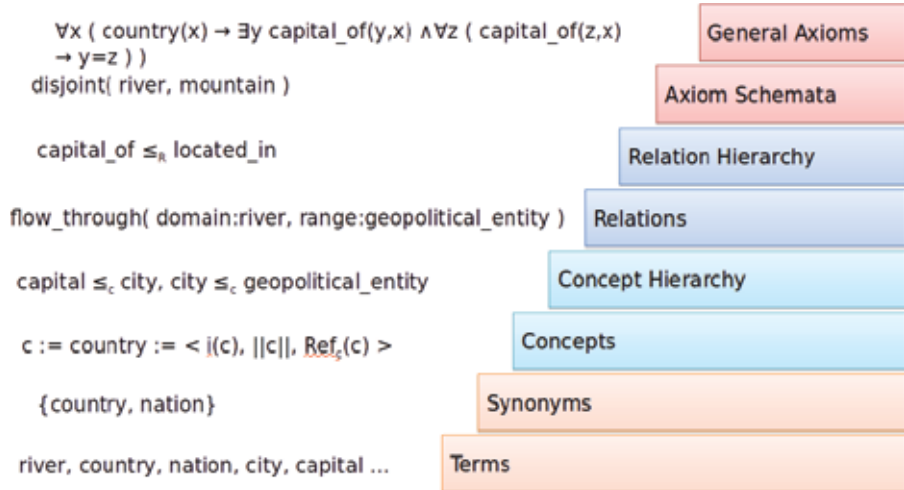 ∀x ( country(x) → ∃y capital_of(y,x) ∧∀z ( capital_of(z,x)
→ y=z ) )
General Axioms
disjoint( river, mountain )
Axiom Schemata
capital_of ≤R located_in
Relation Hierarchy
flow_through( domain:river, range:geopolitical_entity )
Relations
capital ≤c city, city ≤c geopolitical_entity
Concept Hierarchy
c := country := < i(c), ||c||, Refc(c) >
Concepts
{country, nation}
Synonyms
river, country, nation, city, capital ...
Terms